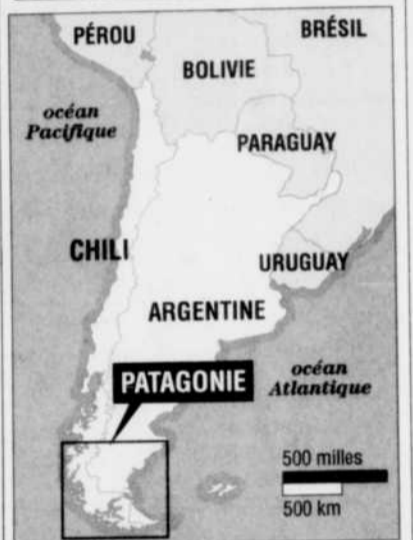 PÉROU
BRÉSIL
BOLIVIE
océan
Pacifique
PARAGUAY
CHILI
URUGUAY
ARGENTINE
PATAGONIE
océan
Atlantique
500 milles
500 km